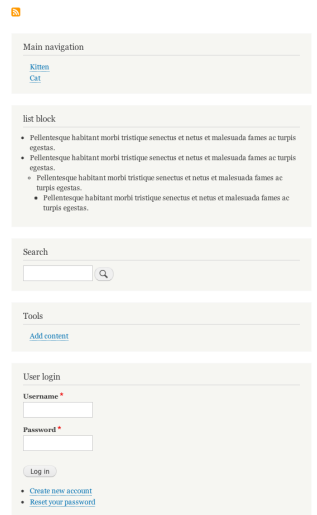 Main navigation
Kitten
Cat
list block
Pellentesque habitant morbi tristique senectus et netus et malesuada fames ac turpis
egestas.
Pellentesque habitant morbi tristique senectus et netus et malesuada fames ac turpis
egestas.
Pellentesque habitant morbi tristique senectus et netus et malesuada fames ac
turpis egestas.
Pellentesque habitant morbi tristique senectus et netus et malesuada fames ac
turpis egestas.
Search
Tools
Add content
User login
Username *
Password *
Log in
Create new account
Reset your password